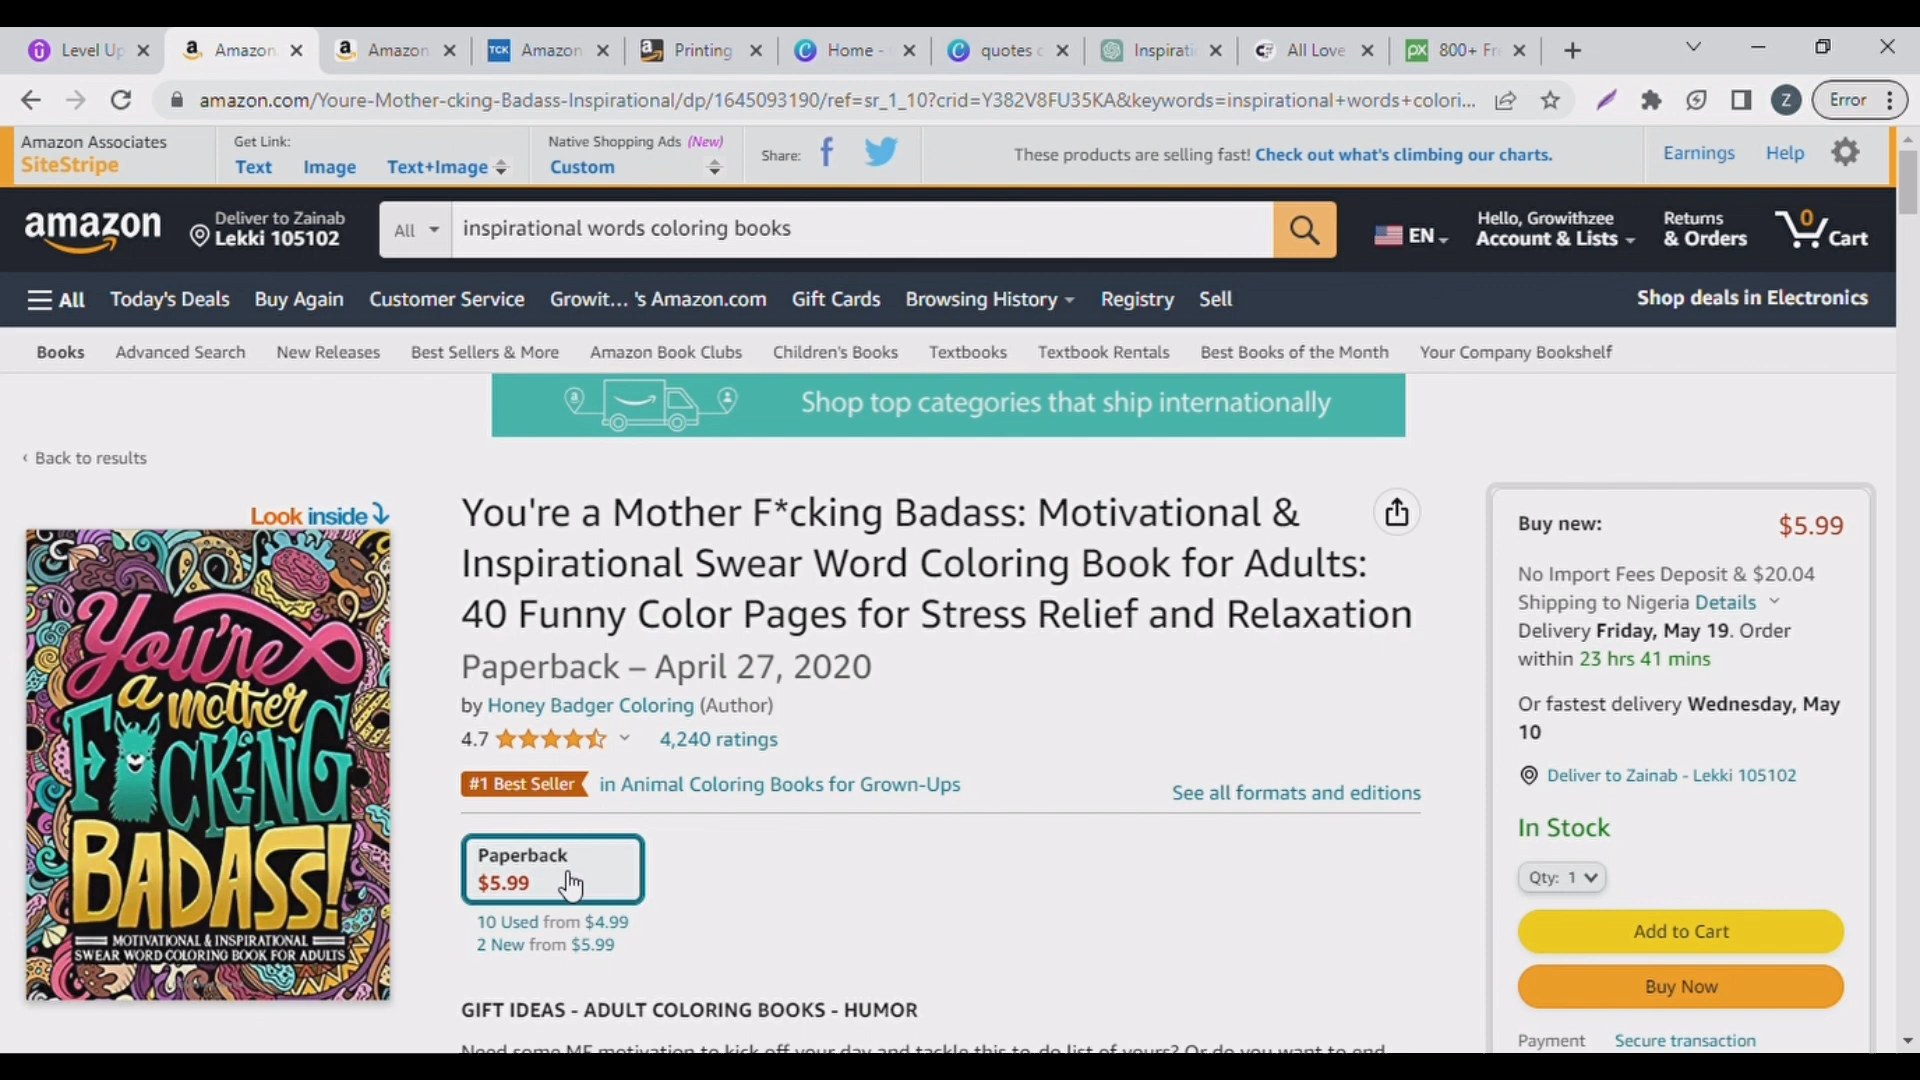 Level Up
Amazon
Amazon
TCK Amazon
Printing
Home -
quotes c
Inspirati
All Love
px 800+ Fr
amazon.com/Youre-Mother-cking-Badass-Inspirational/dp/1645093190/ref=sr_1_10?crid=Y382V8FU35KA&keywords=inspirational+words+colori...
Z
Error
Amazon Associates
SiteStripe
Get Link:
Text
Image
Text+Image
Native Shopping Ads (New)
Custom
Share:
These products are selling fast! Check out what's climbing our charts.
Earnings
Help
amazon
Deliver to Zainab
Lekki 105102
All
inspirational words coloring books
EN
Hello, Growithzee
Account & Lists
Returns
& Orders
0
Cart
All
Today's Deals
Buy Again
Customer Service
Growit... 's Amazon.com
Gift Cards
Browsing History
Registry
Sell
Shop deals in Electronics
Books
Advanced Search
New Releases
Best Sellers & More
Amazon Book Clubs
Children's Books
Textbooks
Textbook Rentals
Best Books of the Month
Your Company Bookshelf
Shop top categories that ship internationally
‹ Back to results
Look inside
You're
a mother
F*CKING
BADASS!
MOTIVATIONAL & INSPIRATIONAL
SWEAR WORD COLORING BOOK FOR ADULTS
You're a Mother F*cking Badass: Motivational &
Inspirational Swear Word Coloring Book for Adults:
40 Funny Color Pages for Stress Relief and Relaxation
Paperback – April 27, 2020
by Honey Badger Coloring (Author)
4.7
4,240 ratings
#1 Best Seller
in Animal Coloring Books for Grown-Ups
See all formats and editions
Paperback
$5.99
10 Used from $4.99
2 New from $5.99
GIFT IDEAS - ADULT COLORING BOOKS - HUMOR
Need some MF motivation to kick off your day and tackle this to-do list of yours? Or do you want to end
Buy new:
$5.99
No Import Fees Deposit & $20.04
Shipping to Nigeria Details
Delivery Friday, May 19. Order
within 23 hrs 41 mins
Or fastest delivery Wednesday, May
10
Deliver to Zainab - Lekki 105102
In Stock
Qty: 1
Add to Cart
Buy Now
Payment
Secure transaction